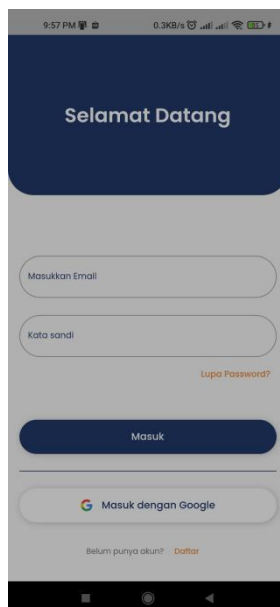 9:57 PM 0.3KB/s
Selamat Datang
Masukkan Email
Kata sandi
Lupa Password?
Masuk
G Masuk dengan Google
Belum punya akun? Daftar